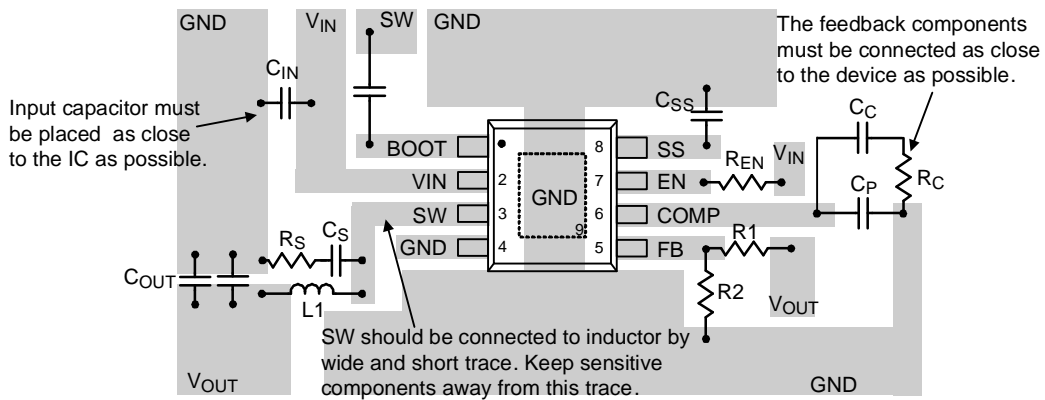 GND
VIN
SW
GND
The feedback components
must be connected as close
to the device as possible.
CIN
Input capacitor must
be placed as close
to the IC as possible.
CSS
CC
BOOT
8
SS
REN
VIN
RC
VIN
2
GND
7
EN
CP
SW
3
6
COMP
9
RS
CS
GND
4
5
FB
R1
COUT
L1
R2
VOUT
SW should be connected to inductor by
wide and short trace. Keep sensitive
components away from this trace.
VOUT
GND